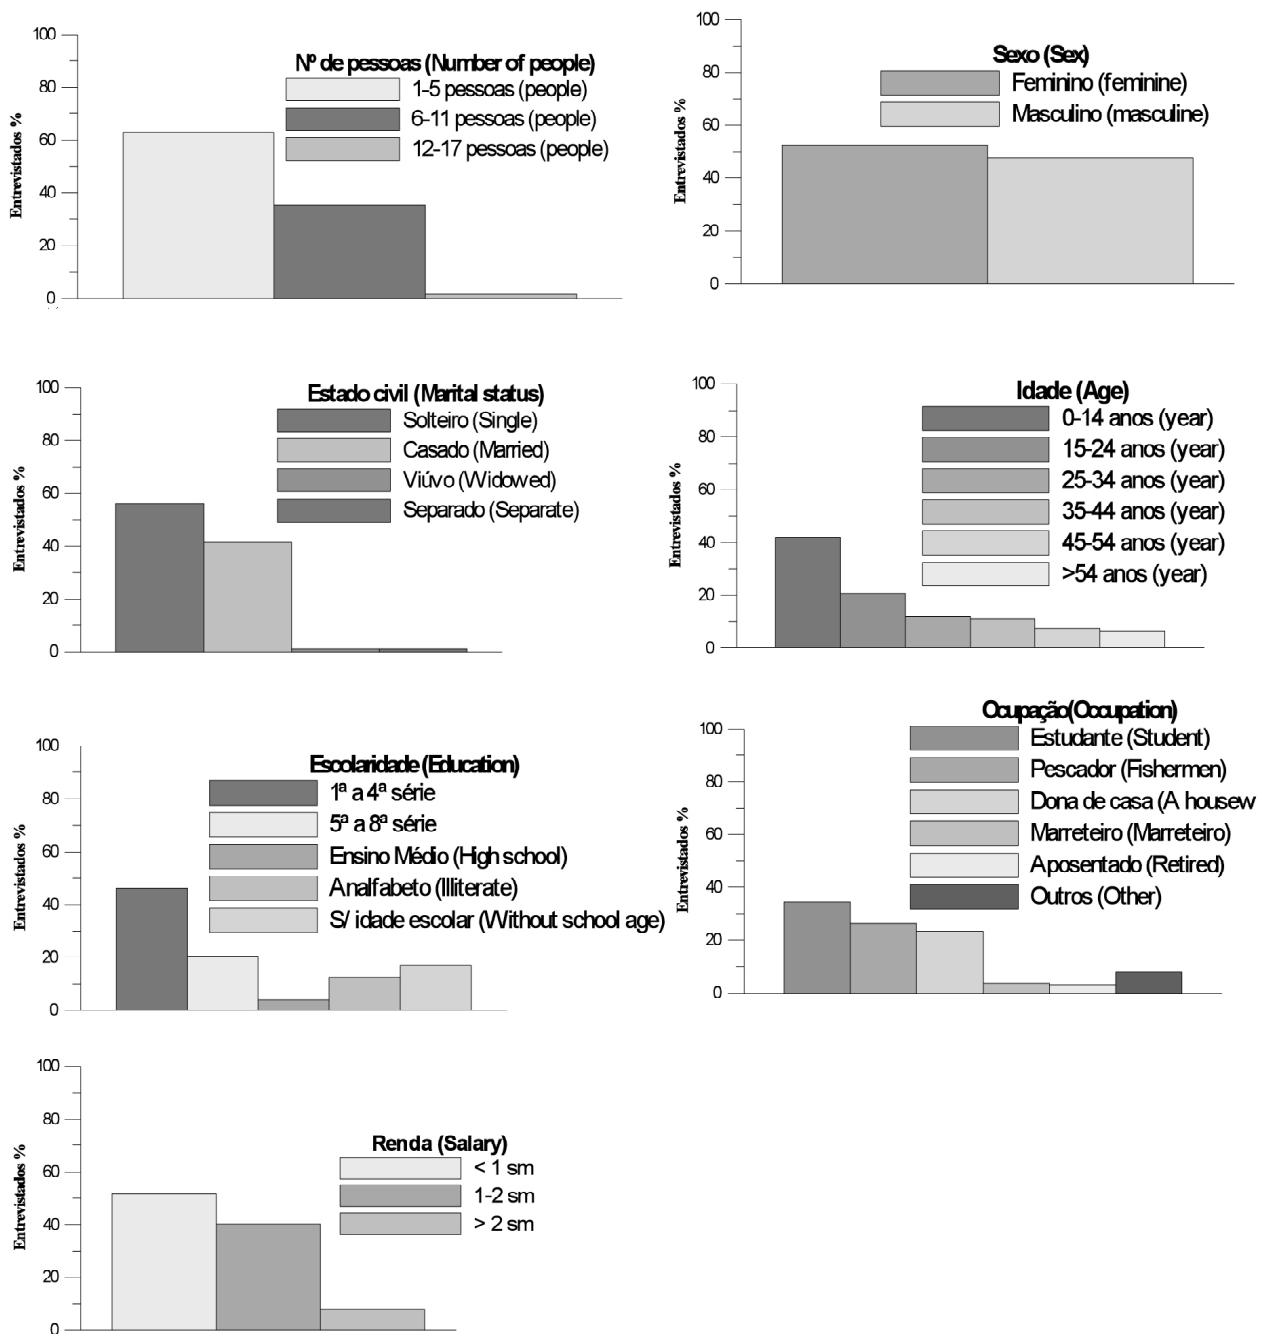 Nº de pessoas (Number of people)
1-5 pessoas (people)
6-11 pessoas (people)
12-17 pessoas (people)
Entrevistados %
100
80
60
40
20
0
Sexo (Sex)
Feminino (feminine)
Masculino (masculine)
Entrevistados %
100
80
60
40
20
0
Estado civil (Marital status)
Solteiro (Single)
Casado (Married)
Viúvo (Widowed)
Separado (Separate)
Entrevistados %
100
80
60
40
20
0
Idade (Age)
0-14 anos (year)
15-24 anos (year)
25-34 anos (year)
35-44 anos (year)
45-54 anos (year)
>54 anos (year)
Entrevistados %
100
80
60
40
20
0
Escolaridade (Education)
1ª a 4ª série
5ª a 8ª série
Ensino Médio (High school)
Analfabeto (Illiterate)
S/ idade escolar (Without school age)
Entrevistados %
100
80
60
40
20
0
Ocupação(Occupation)
Estudante (Student)
Pescador (Fishermen)
Dona de casa (A housew
Marreteiro (Marreteiro)
Aposentado (Retired)
Outros (Other)
Entrevistados %
100
80
60
40
20
0
Renda (Salary)
< 1 sm
1-2 sm
> 2 sm
Entrevistados %
100
80
60
40
20
0